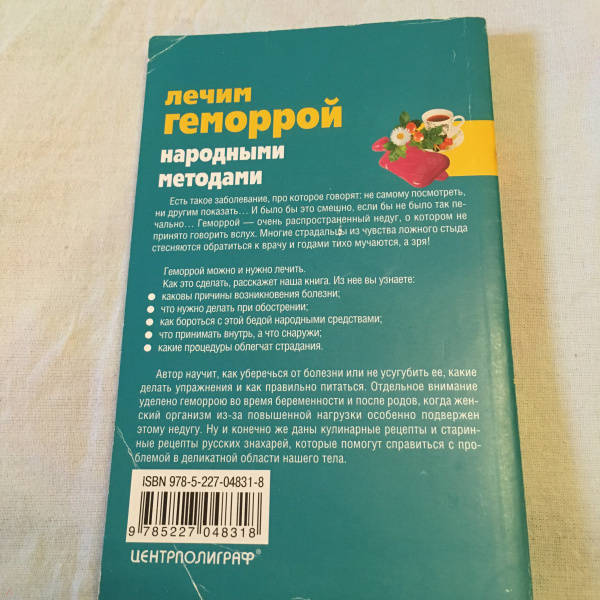 лечим
геморрой
народными
методами
Есть такое заболевание, про которое говорят: не самому посмотреть,
ни другим показать... И было бы это смешно, если бы не было так пе-
чально... Геморрой — очень распространенный недуг, о котором не
принято говорить вслух. Многие страдальцы из чувства ложного стыда
стесняются обратиться к врачу и годами тихо мучаются, а зря!
Геморрой можно и нужно лечить.
Как это сделать, расскажет наша книга. Из нее вы узнаете:
● каковы причины возникновения болезни;
● что нужно делать при обострении;
● как бороться с этой бедой народными средствами;
● что принимать внутрь, а что снаружи;
● какие процедуры облегчат страдания.
Автор научит, как уберечься от болезни или не усугубить ее, какие
делать упражнения и как правильно питаться. Отдельное внимание
уделено геморрою во время беременности и после родов, когда жен-
ский организм из-за повышенной нагрузки особенно подвержен
этому недугу. Ну и конечно же даны кулинарные рецепты и старин-
ные рецепты русских знахарей, которые помогут справиться с про-
блемой в деликатной области нашего тела.
ISBN 978-5-227-04831-8
9 785227 048318
ЦЕНТРПОЛИГРАФ®